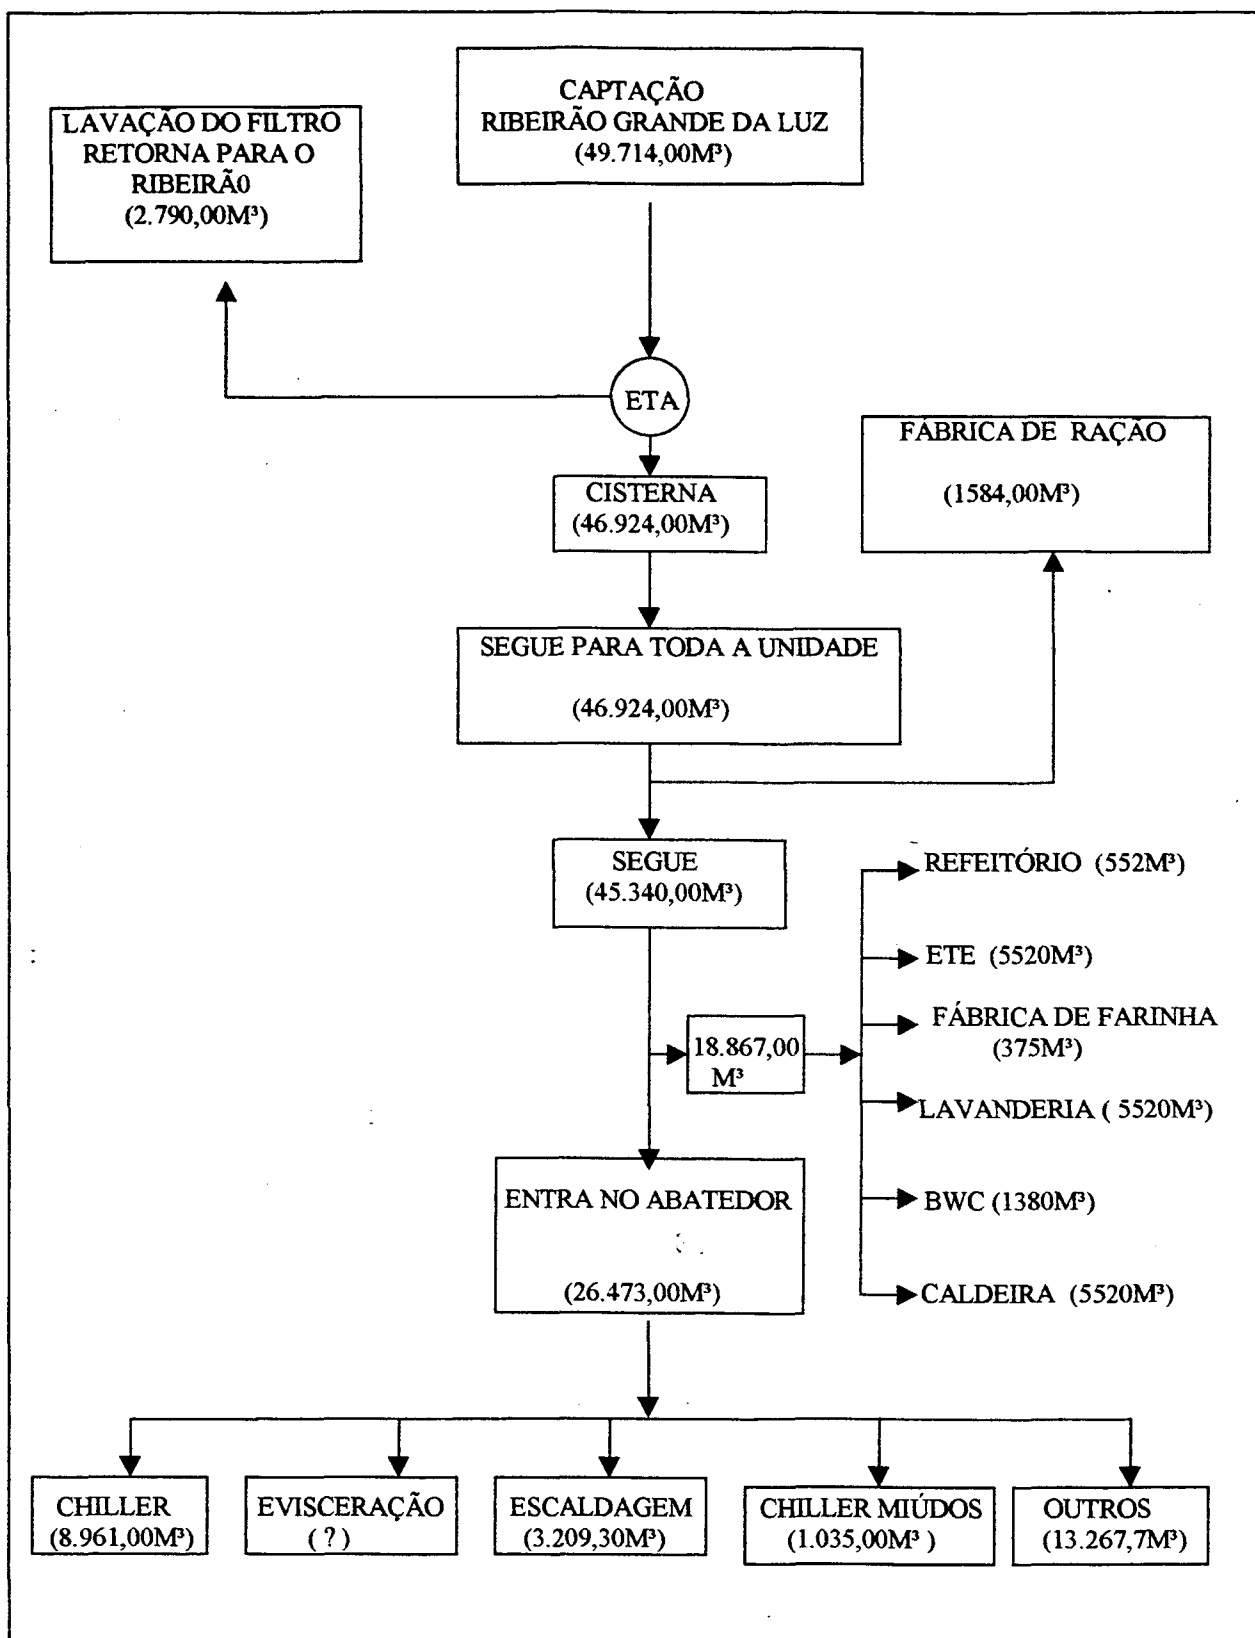 CAPTAÇÃO
RIBEIRÃO GRANDE DA LUZ
(49.714,00M³)
LAVAÇÃO DO FILTRO
RETORNA PARA O
RIBEIRÃ0
(2.790,00M³)
ETA
FÁBRICA DE RAÇÃO
(1584,00M³)
CISTERNA
(46.924,00M³)
SEGUE PARA TODA A UNIDADE
(46.924,00M³)
SEGUE
(45.340,00M³)
REFEITÓRIO (552M³)
ETE (5520M³)
FÁBRICA DE FARINHA
(375M³)
18.867,00
M³
LAVANDERIA ( 5520M³)
ENTRA NO ABATEDOR
(26.473,00M³)
BWC (1380M³)
CALDEIRA (5520M³)
CHILLER
(8.961,00M³)
EVISCERAÇÃO
( ? )
ESCALDAGEM
(3.209,30M³)
CHILLER MIÚDOS
(1.035,00M³ )
OUTROS
(13.267,7M³)